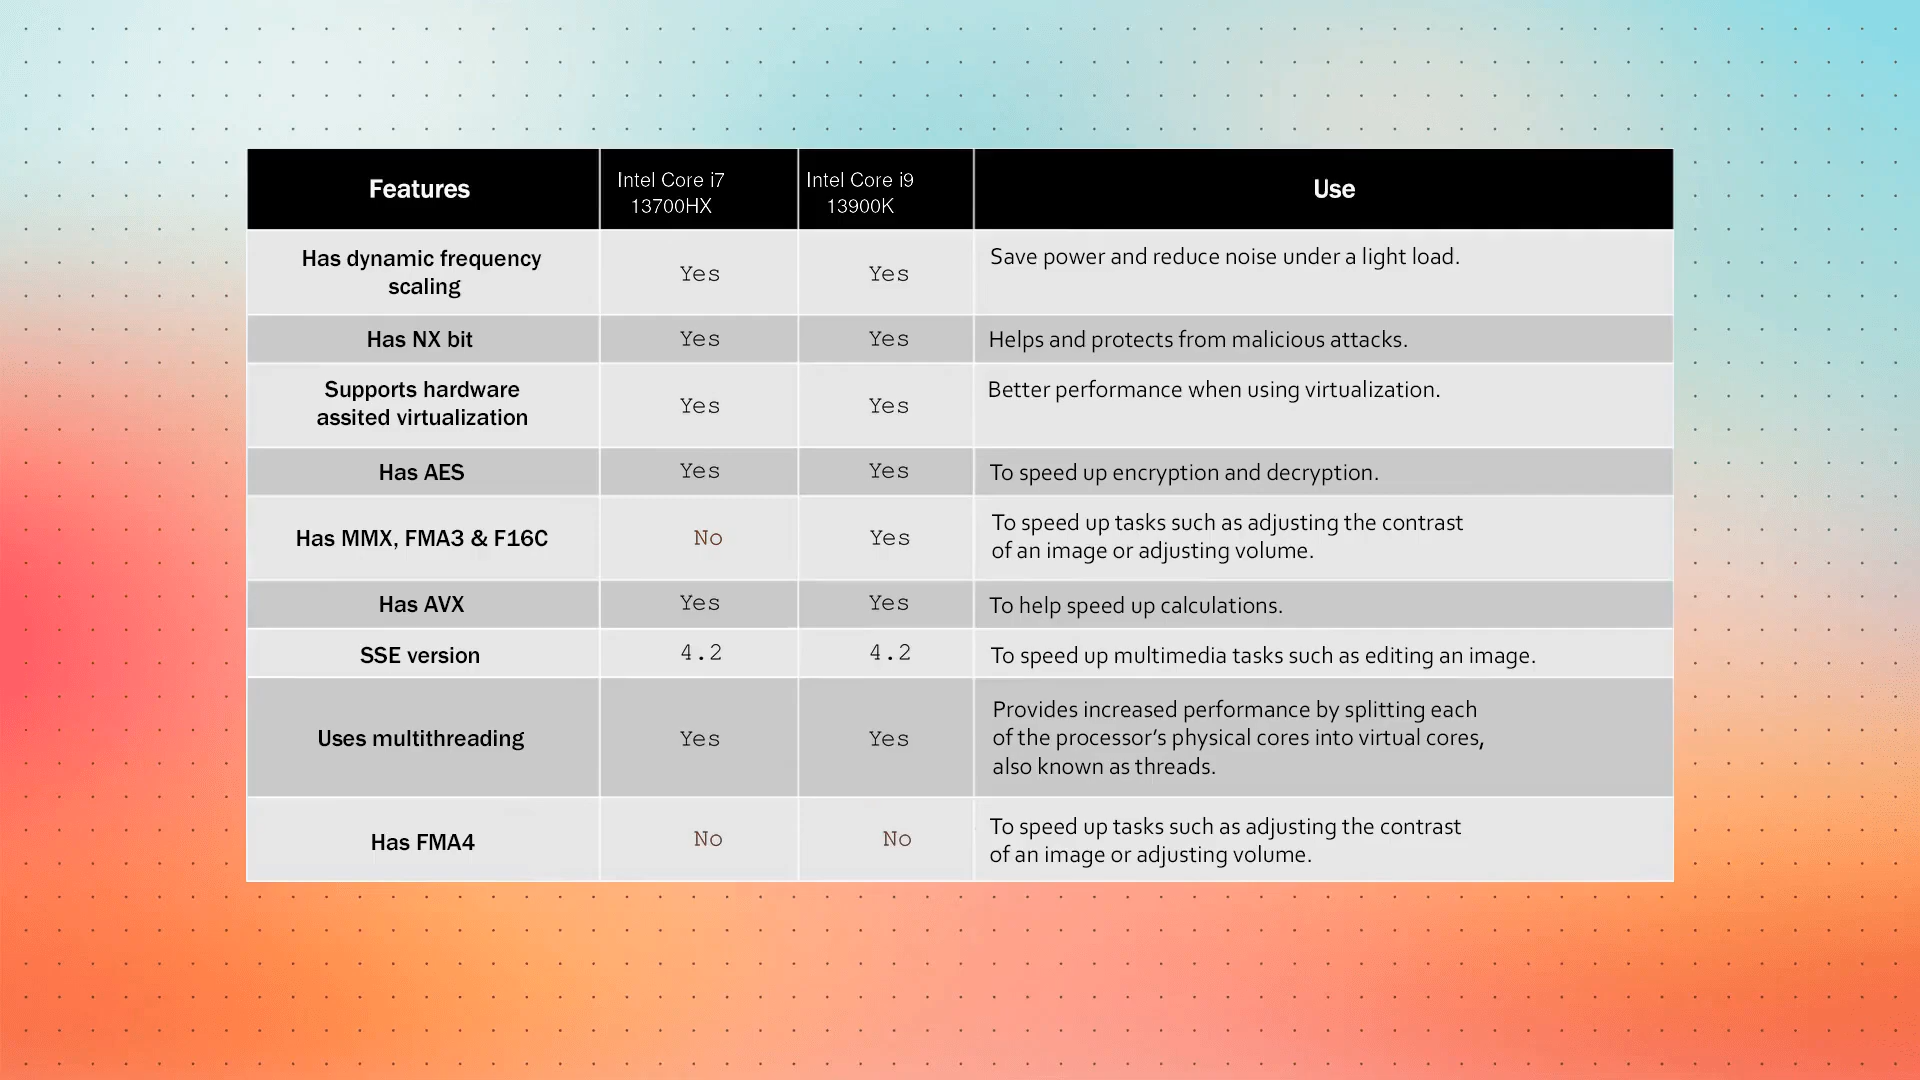 Features
Intel Core i7
13700HX
Intel Core i9
13900K
Use
Has dynamic frequency
scaling
Yes
Yes
Save power and reduce noise under a light load.
Has NX bit
Yes
Yes
Helps and protects from malicious attacks.
Supports hardware
assited virtualization
Yes
Yes
Better performance when using virtualization.
Has AES
Yes
Yes
To speed up encryption and decryption.
Has MMX, FMA3 & F16C
No
Yes
To speed up tasks such as adjusting the contrast
of an image or adjusting volume.
Has AVX
Yes
Yes
To help speed up calculations.
SSE version
4.2
4.2
To speed up multimedia tasks such as editing an image.
Uses multithreading
Yes
Yes
Provides increased performance by splitting each
of the processor’s physical cores into virtual cores,
also known as threads.
Has FMA4
No
No
To speed up tasks such as adjusting the contrast
of an image or adjusting volume.